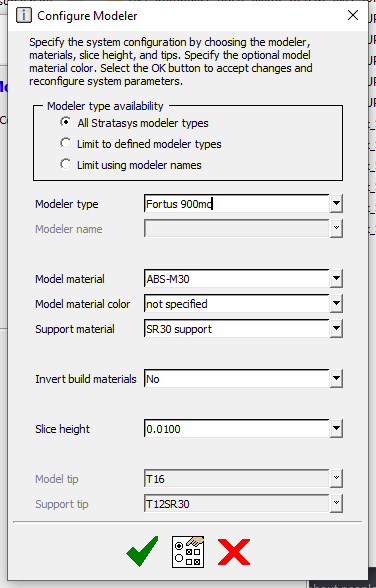 Configure Modeler
Specify the system configuration by choosing the modeler,
materials, slice height, and tips. Specify the optional model
material color. Select the OK button to accept changes and
reconfigure system parameters.
Modeler type availability
All Stratasys modeler types
Limit to defined modeler types
Limit using modeler names
Modeler type Fortus 900mc
Modeler name
Model material ABS-M30
Model material color not specified
Support material SR30 support
Invert build materials No
Slice height 0.0100
Model tip T16
Support tip T12SR30